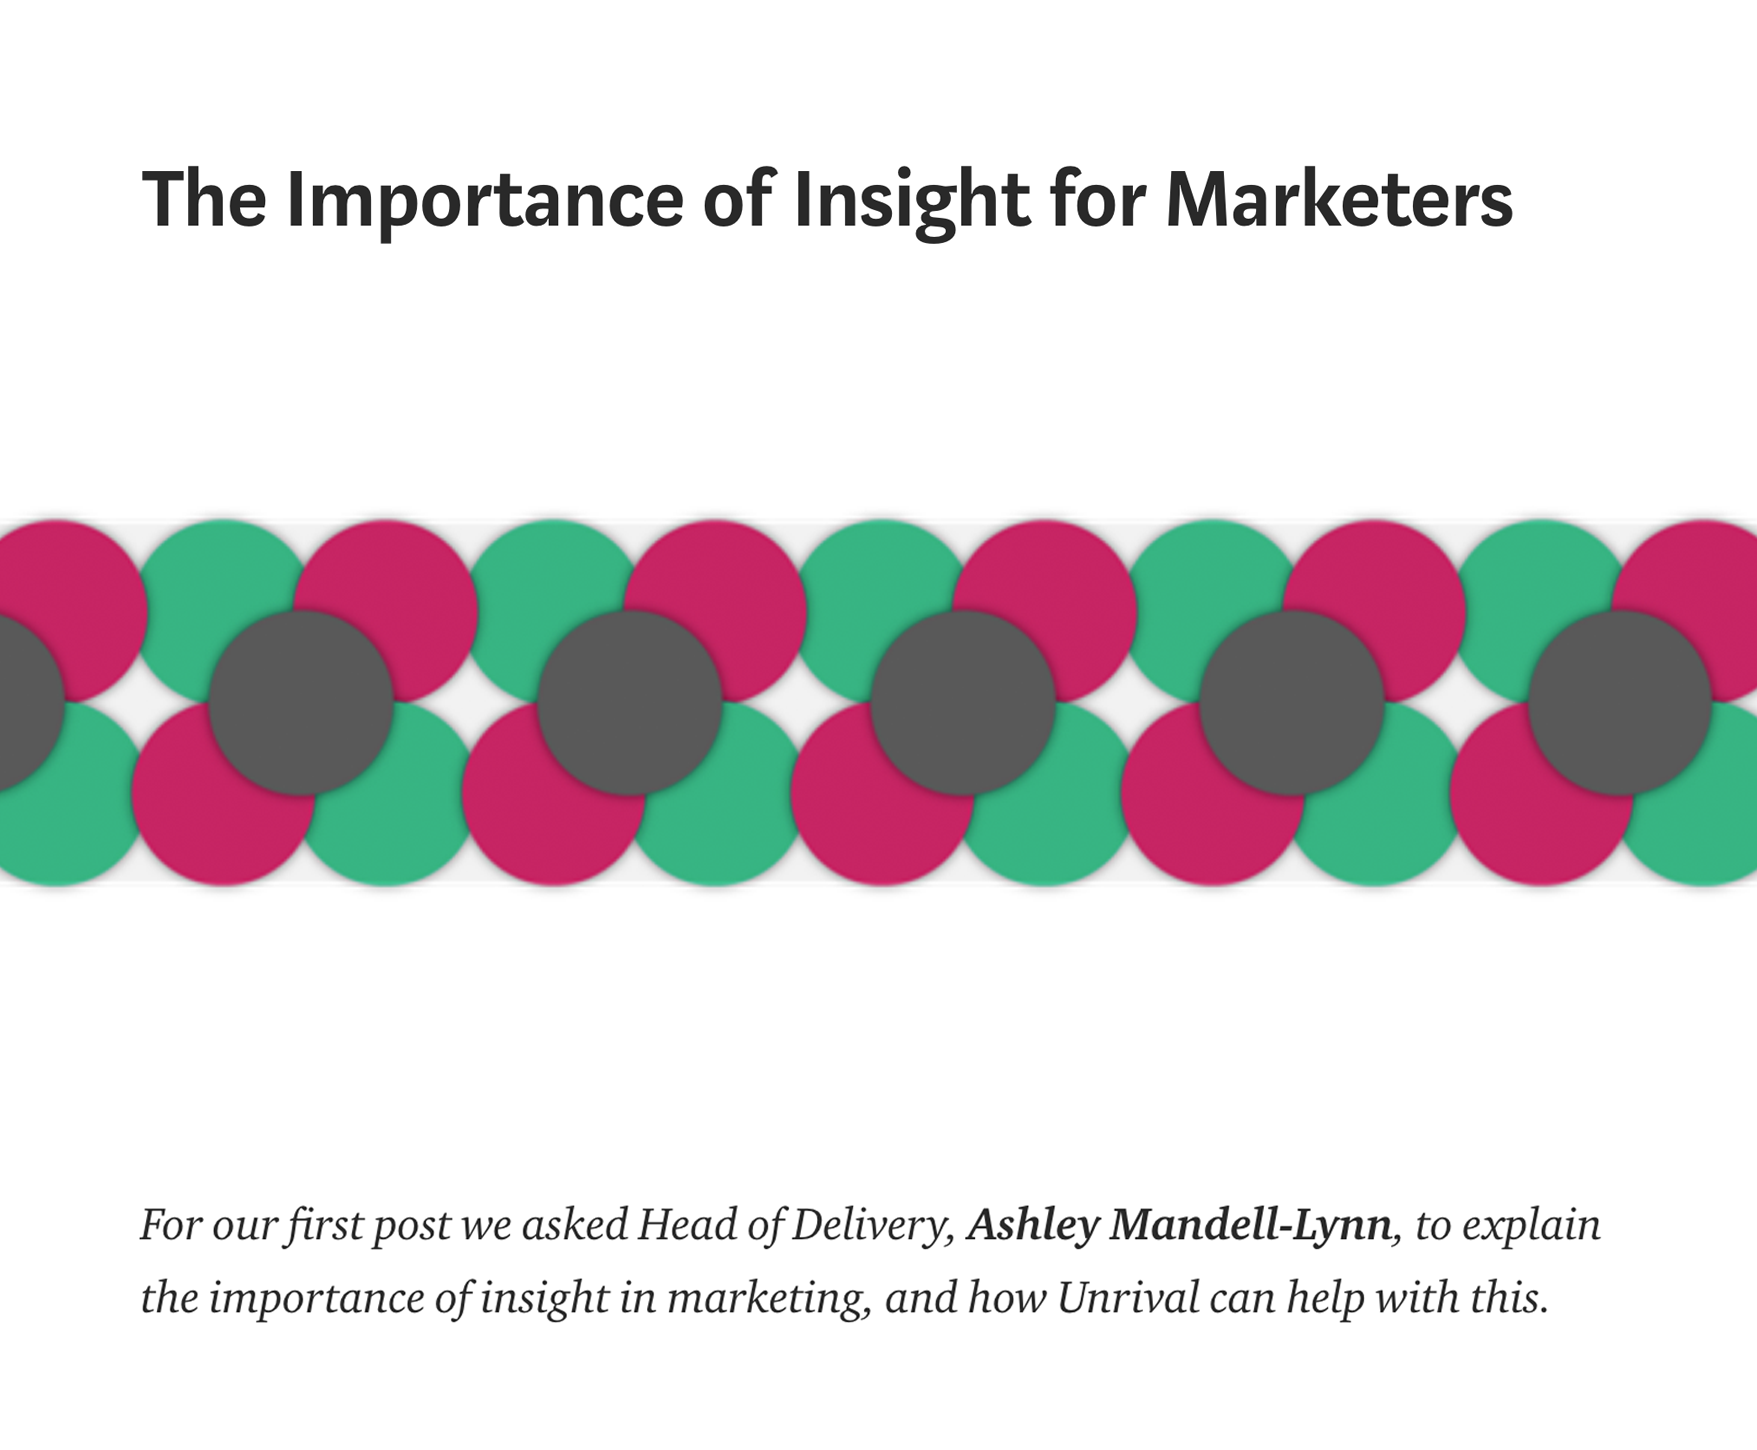 The Importance of Insight for Marketers
For our first post we asked Head of Delivery, Ashley Mandell-Lynn, to explain
the importance of insight in marketing, and how Unrival can help with this.